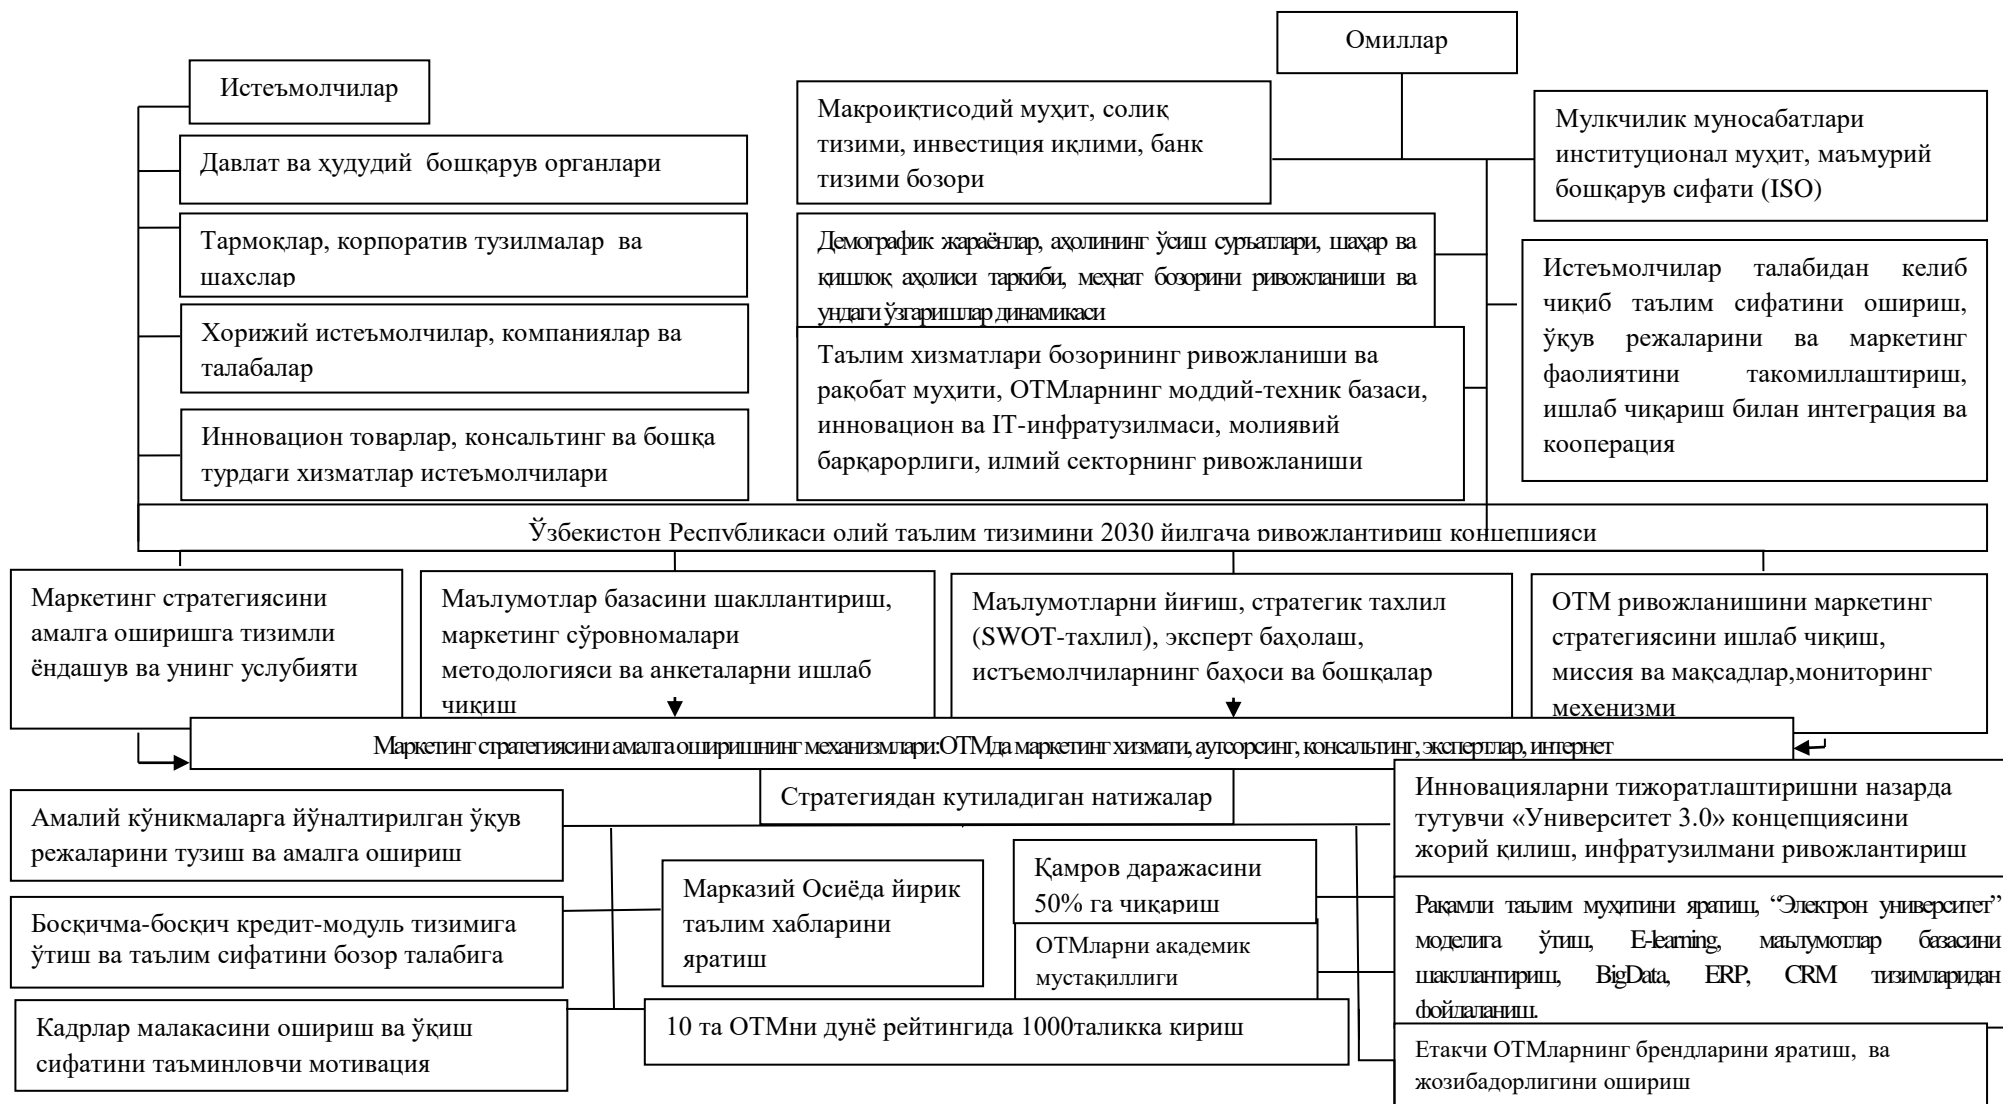 Омиллар
Истеъмолчилар
Давлат ва ҳудудий бошқарув органлари
Тармоқлар, корпоратив тузилмалар ва
шахслар
Хорижий истеъмолчилар, компаниялар ва
талабалар
Инновацион товарлар, консальтинг ва бошқа
турдаги хизматлар истеъмолчилари
Макроиқтисодий муҳит, солиқ
тизими, инвестиция иқлими, банк
тизими бозори
Демографик жараёнлар, аҳолининг ўсиш суръатлари, шаҳар ва
қишлоқ аҳолиси таркиби, меҳнат бозорини ривожланиши ва
ундаги ўзгаришлар динамикаси
Таълим хизматлари бозорининг ривожланиши ва
рақобат муҳити, ОТМларнинг моддий-техник базаси,
инновацион ва IT-инфратузилмаси, молиявий
барқарорлиги, илмий секторнинг ривожланиши
Мулкчилик муносабатлари
институционал муҳит, маъмурий
бошқарув сифати (ISO)
Истеъмолчилар талабидан келиб
чиқиб таълим сифатини ошириш,
ўқув режаларини ва маркетинг
фаолиятини такомиллаштириш,
ишлаб чиқариш билан интеграция ва
кооперация
Ўзбекистон Республикаси олий таълим тизимини 2030 йилгача ривожлантириш концепцияси
Маркетинг стратегиясини
амалга оширишга тизимли
ёндашув ва унинг услубияти
Маълумотлар базасини шакллантириш,
маркетинг сўровномалари
методологияси ва анкеталарни ишлаб
чиқиш
Маълумотларни йиғиш, стратегик тахлил
(SWOT-тахлил), эксперт баҳолаш,
истъемолчиларнинг баҳоси ва бошқалар
ОТМ ривожланишини маркетинг
стратегиясини ишлаб чиқиш,
миссия ва мақсадлар,мониторинг
мехенизми
Маркетинг стратегиясини амалга оширишнинг механизмлари:ОТМда маркетинг хизмати, аутсорсинг, консальтинг, экспертлар, интернет
Стратегиядан кутиладиган натижалар
Амалий кўникмаларга йўналтирилган ўқув
режаларини тузиш ва амалга ошириш
Босқичма-босқич кредит-модуль тизимига
ўтиш ва таълим сифатини бозор талабига
Кадрлар малакасини ошириш ва ўқиш
сифатини таъминловчи мотивация
Марказий Осиёда йирик
таълим хабларини
яратиш
Қамров даражасини
50% га чиқариш
ОТМларни академик
мустақиллиги
10 та ОТМни дунё рейтингида 1000таликка кириш
Инновацияларни тижоратлаштиришни назарда
тутувчи «Университет 3.0» концепциясини
жорий қилиш, инфратузилмани ривожлантириш
Рақамли таълим муҳитини яратиш, “Электрон университет”
моделига ўтиш, E-learning, маълумотлар базасини
шакллантириш, BigData, ERP, CRM тизимларидан
фойдаланиш.
Етакчи ОТМларнинг брендларини яратиш, ва
жозибадорлигини ошириш